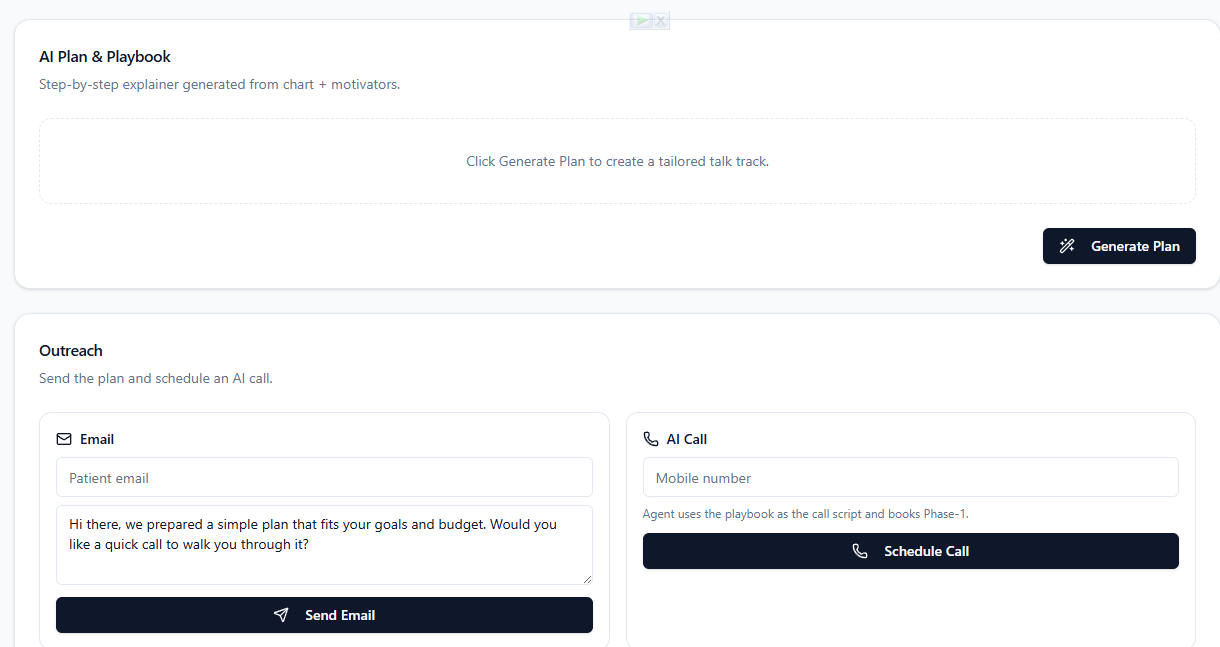 AI Plan & Playbook
Step-by-step explainer generated from chart + motivators.
Click Generate Plan to create a tailored talk track.
Generate Plan
Outreach
Send the plan and schedule an AI call.
Email
Patient email
Hi there, we prepared a simple plan that fits your goals and budget. Would you
like a quick call to walk you through it?
Send Email
AI Call
Mobile number
Agent uses the playbook as the call script and books Phase-1.
Schedule Call